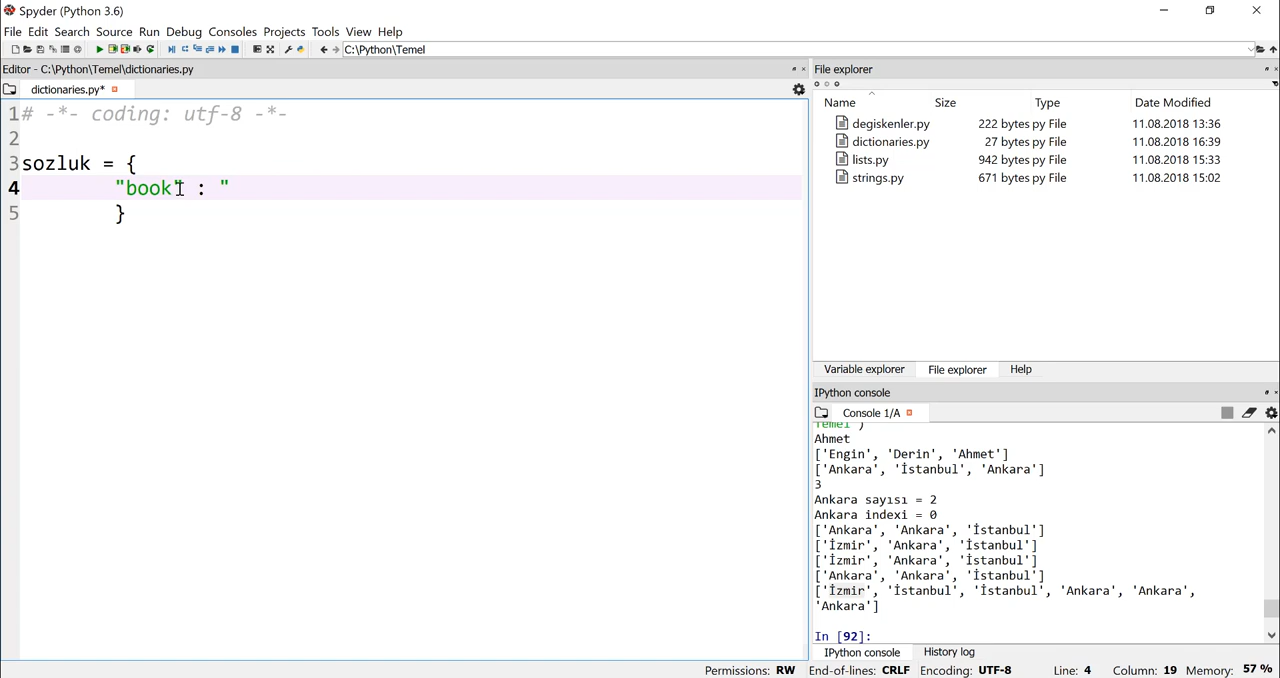 Spyder (Python 3.6)
File Edit Search Source Run Debug Consoles Projects Tools View Help
C:\Python\Temel
Editor - C:\Python\Temel\dictionaries.py
dictionaries.py*
1 # -*- coding: utf-8 -*-
2
3 sozluk = {
4 "book" : "
5 }
File explorer
Name Size Type Date Modified
degiskenler.py 222 bytes py File 11.08.2018 13:36
dictionaries.py 27 bytes py File 11.08.2018 16:39
lists.py 942 bytes py File 11.08.2018 15:33
strings.py 671 bytes py File 11.08.2018 15:02
Variable explorer File explorer Help
IPython console
Console 1/A
Temel')
Ahmet
['Engin', 'Derin', 'Ahmet']
['Ankara', 'İstanbul', 'Ankara']
3
Ankara sayısı = 2
Ankara indexi = 0
['Ankara', 'Ankara', 'İstanbul']
['İzmir', 'Ankara', 'İstanbul']
['İzmir', 'Ankara', 'İstanbul']
['Ankara', 'Ankara', 'İstanbul']
['İzmir', 'İstanbul', 'İstanbul', 'Ankara', 'Ankara',
'Ankara']
In [92]:
IPython console History log
Permissions: RW End-of-lines: CRLF Encoding: UTF-8 Line: 4 Column: 19 Memory: 57 %